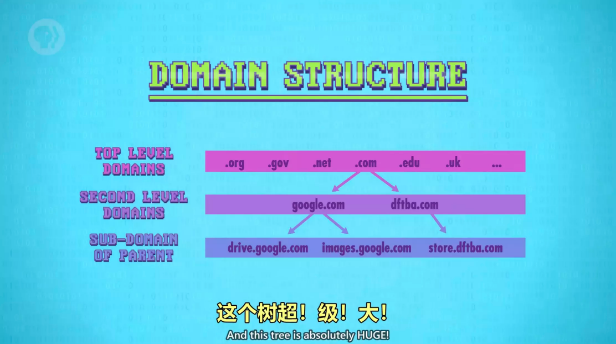 DOMAIN STRUCTURE
TOP LEVEL
DOMAINS
.org .gov .net .com .edu .uk ...
SECOND LEVEL
DOMAINS
google.com dftba.com
SUB-DOMAIN
OF PARENT
drive.google.com images.google.com store.dftba.com
这个树超！级！大！
And this tree is absolutely HUGE!